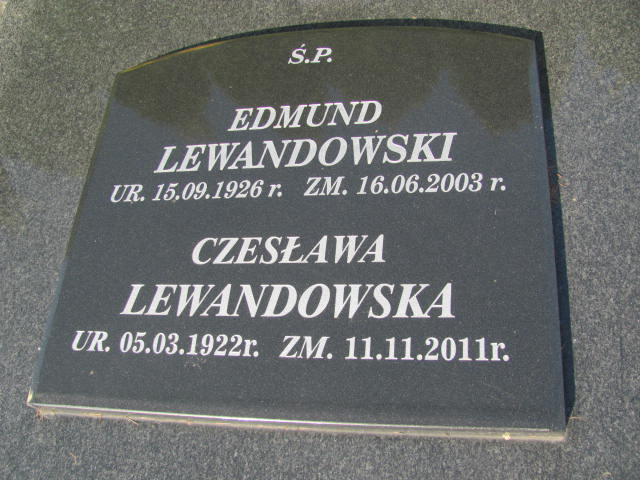 Ś.P.
EDMUND
LEWANDOWSKI
UR. 15.09.1926 r. ZM. 16.06.2003 r.
CZESŁAWA
LEWANDOWSKA
UR. 05.03.1922r. ZM. 11.11.2011r.